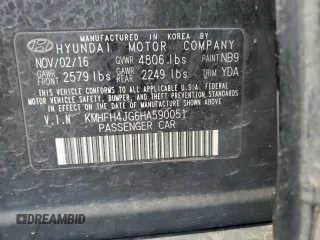 MANUFACTURED IN KOREA BY
HYUNDAI MOTOR COMPANY
NOV/02/16 GVWR 4806 lbs PAINT NB9
GAWR FRT 2579 lbs GAWR RR 2249 lbs TRIM YDA
THIS VEHICLE CONFORMS TO ALL APPLICABLE U.S. FEDERAL
MOTOR VEHICLE SAFETY, BUMPER, AND THEFT PREVENTION
STANDARDS IN EFFECT ON THE DATE OF MANUFACTURE
SHOWN ABOVE.
V.I.N KMHFH4JG6HA590051
PASSENGER CAR
DREAMBID